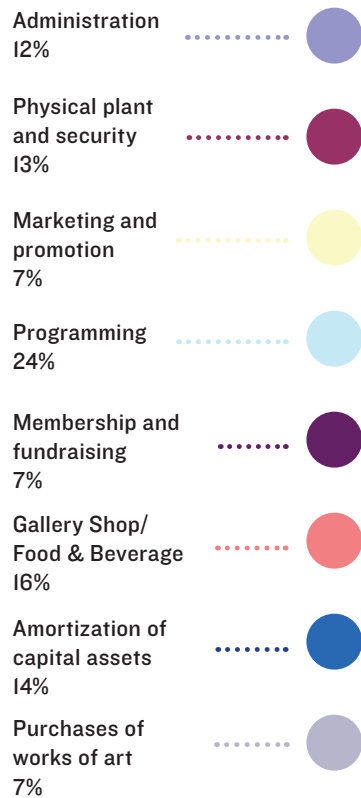 Administration
12%
Physical plant
and security
13%
Marketing and
promotion
7%
Programming
24%
Membership and
fundraising
7%
Gallery Shop/
Food & Beverage
16%
Amortization of
capital assets
14%
Purchases of
works of art
7%